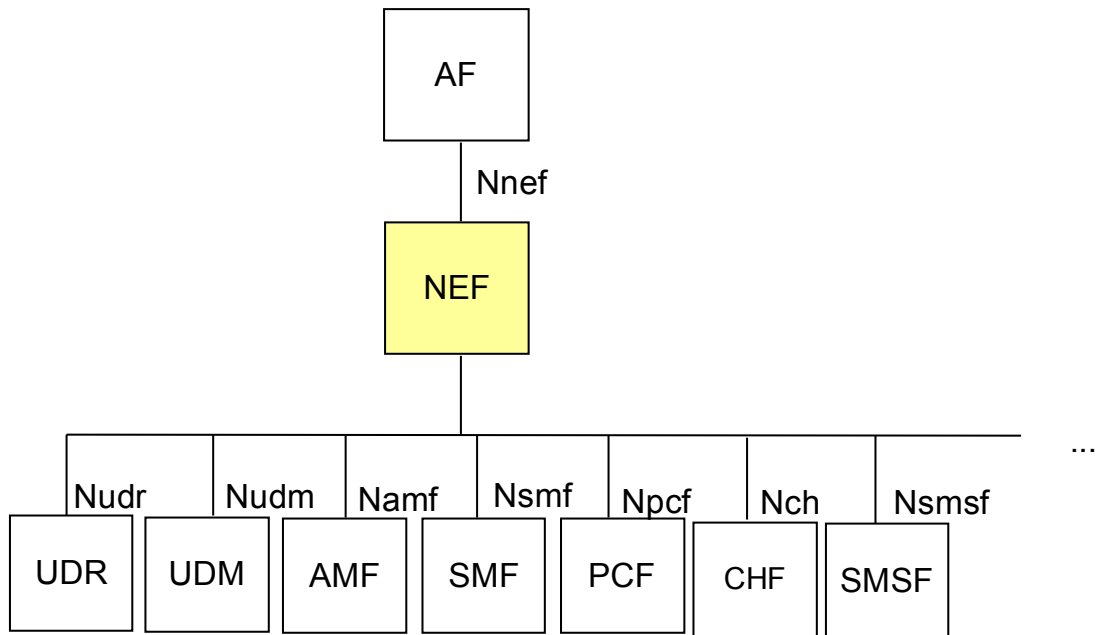 AF
Nnef
NEF
...
Nudr Nudm Namf Nsmf Npcf Nch Nsmsf
UDR UDM AMF SMF PCF CHF SMSF